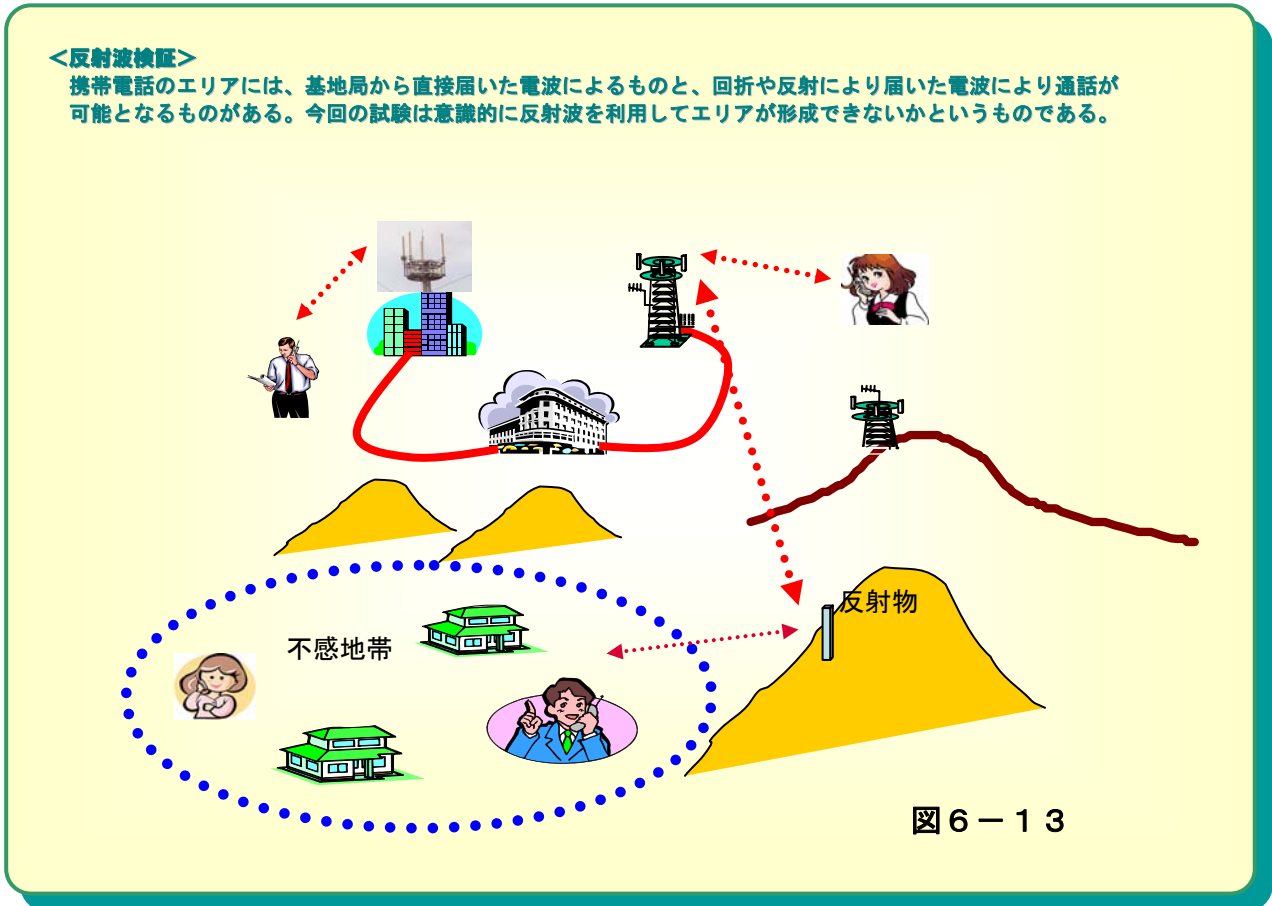 ＜反射波検証＞
携帯電話のエリアには、基地局から直接届いた電波によるものと、回折や反射により届いた電波により通話が
可能となるものがある。今回の試験は意識的に反射波を利用してエリアが形成できないかというものである。
反射物
不感地帯
図６－１３